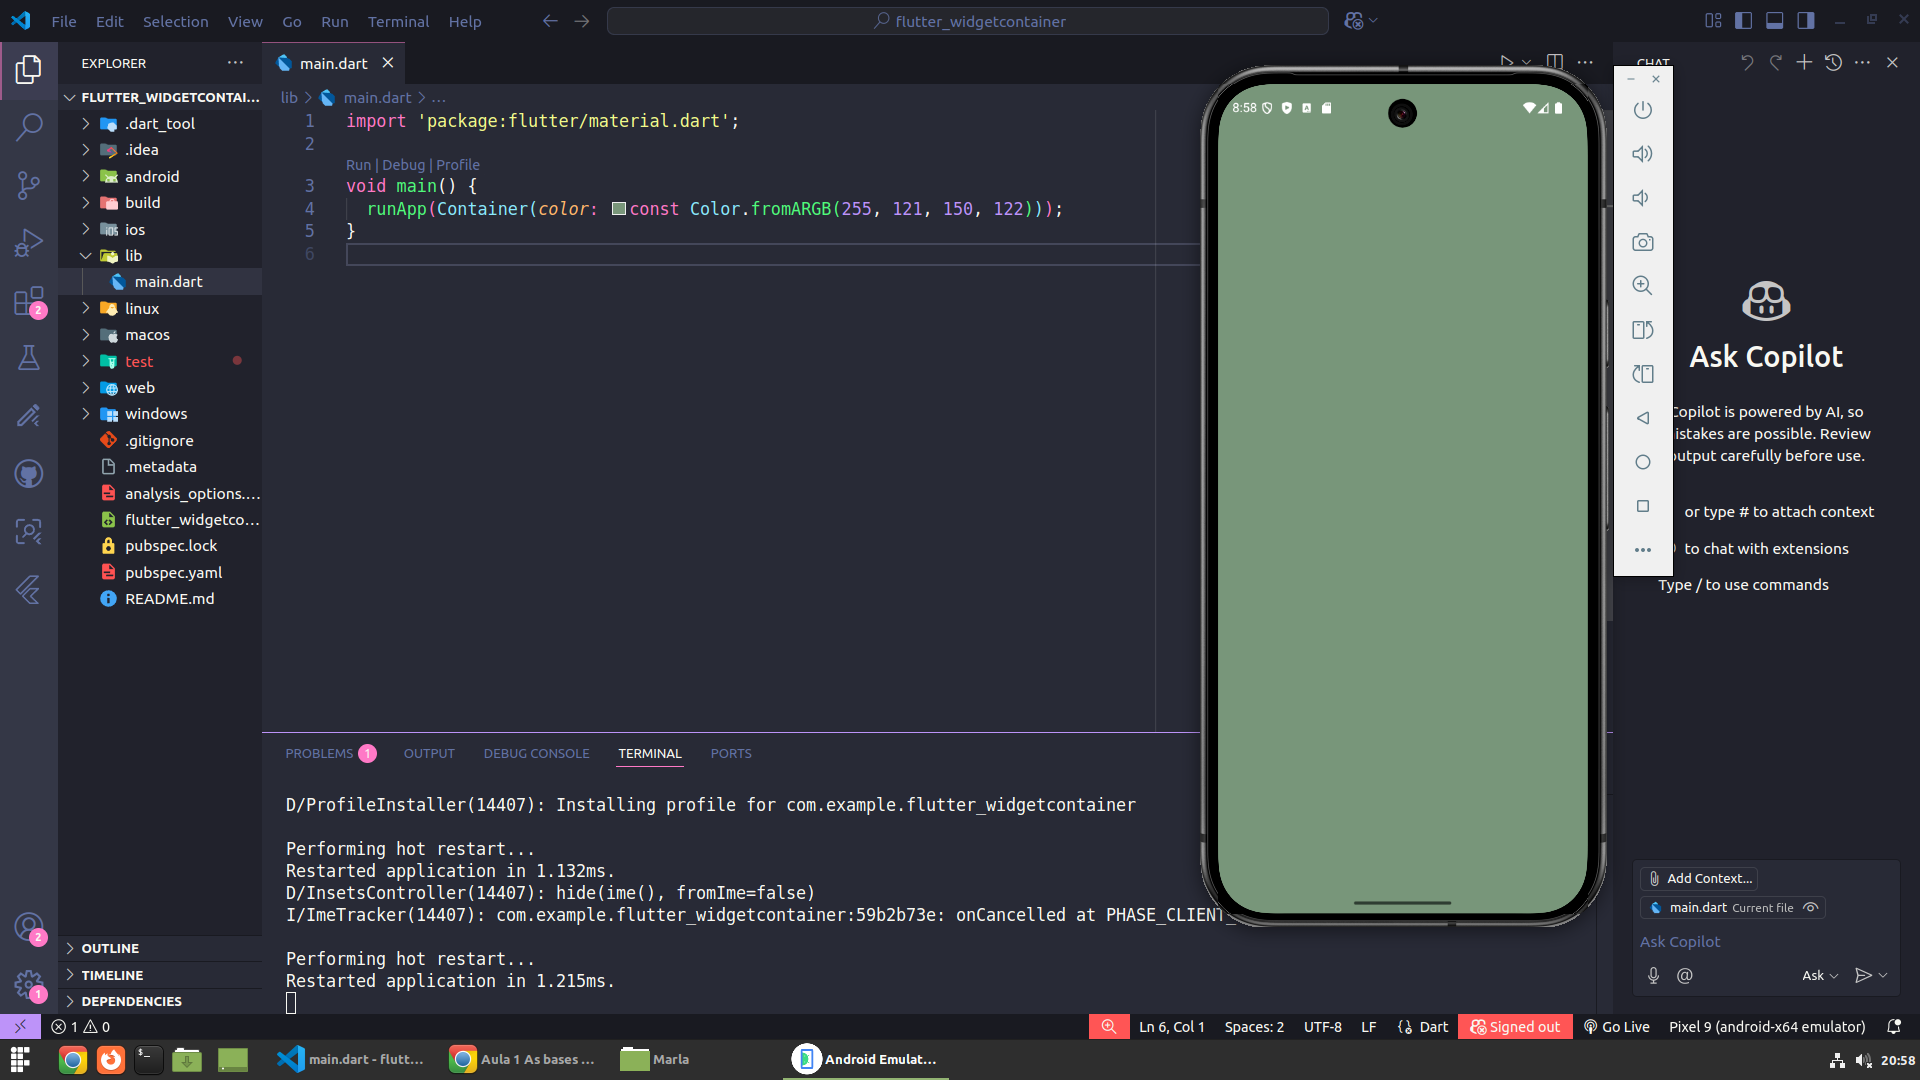 File Edit Selection View Go Run Terminal Help
flutter_widgetcontainer
EXPLORER
FLUTTER_WIDGETCONTAI...
.dart_tool
.idea
android
build
ios
lib
main.dart
linux
macos
test
web
windows
.gitignore
.metadata
analysis_options....
flutter_widgetco...
pubspec.lock
pubspec.yaml
README.md
OUTLINE
TIMELINE
DEPENDENCIES
2
2
1
main.dart
lib > main.dart > ...
1 import 'package:flutter/material.dart';
2
Run | Debug | Profile
3 void main() {
4 runApp(Container(color: const Color.fromARGB(255, 121, 150, 122)));
5 }
6
PROBLEMS 1 OUTPUT DEBUG CONSOLE TERMINAL PORTS
D/ProfileInstaller(14407): Installing profile for com.example.flutter_widgetcontainer
Performing hot restart...
Restarted application in 1.132ms.
D/InsetsController(14407): hide(ime(), fromIme=false)
I/ImeTracker(14407): com.example.flutter_widgetcontainer:59b2b73e: onCancelled at PHASE_CLIENT_
Performing hot restart...
Restarted application in 1.215ms.
8:58
CHAT
Ask Copilot
Copilot is powered by AI, so
istakes are possible. Review
output carefully before use.
or type # to attach context
to chat with extensions
Type / to use commands
Add Context...
main.dart Current file
Ask Copilot
Ask
1 0
Ln 6, Col 1 Spaces: 2 UTF-8 LF Dart Signed out Go Live Pixel 9 (android-x64 emulator)
main.dart - flutt...
Aula 1 As bases ...
Marla
Android Emulat...
20:58